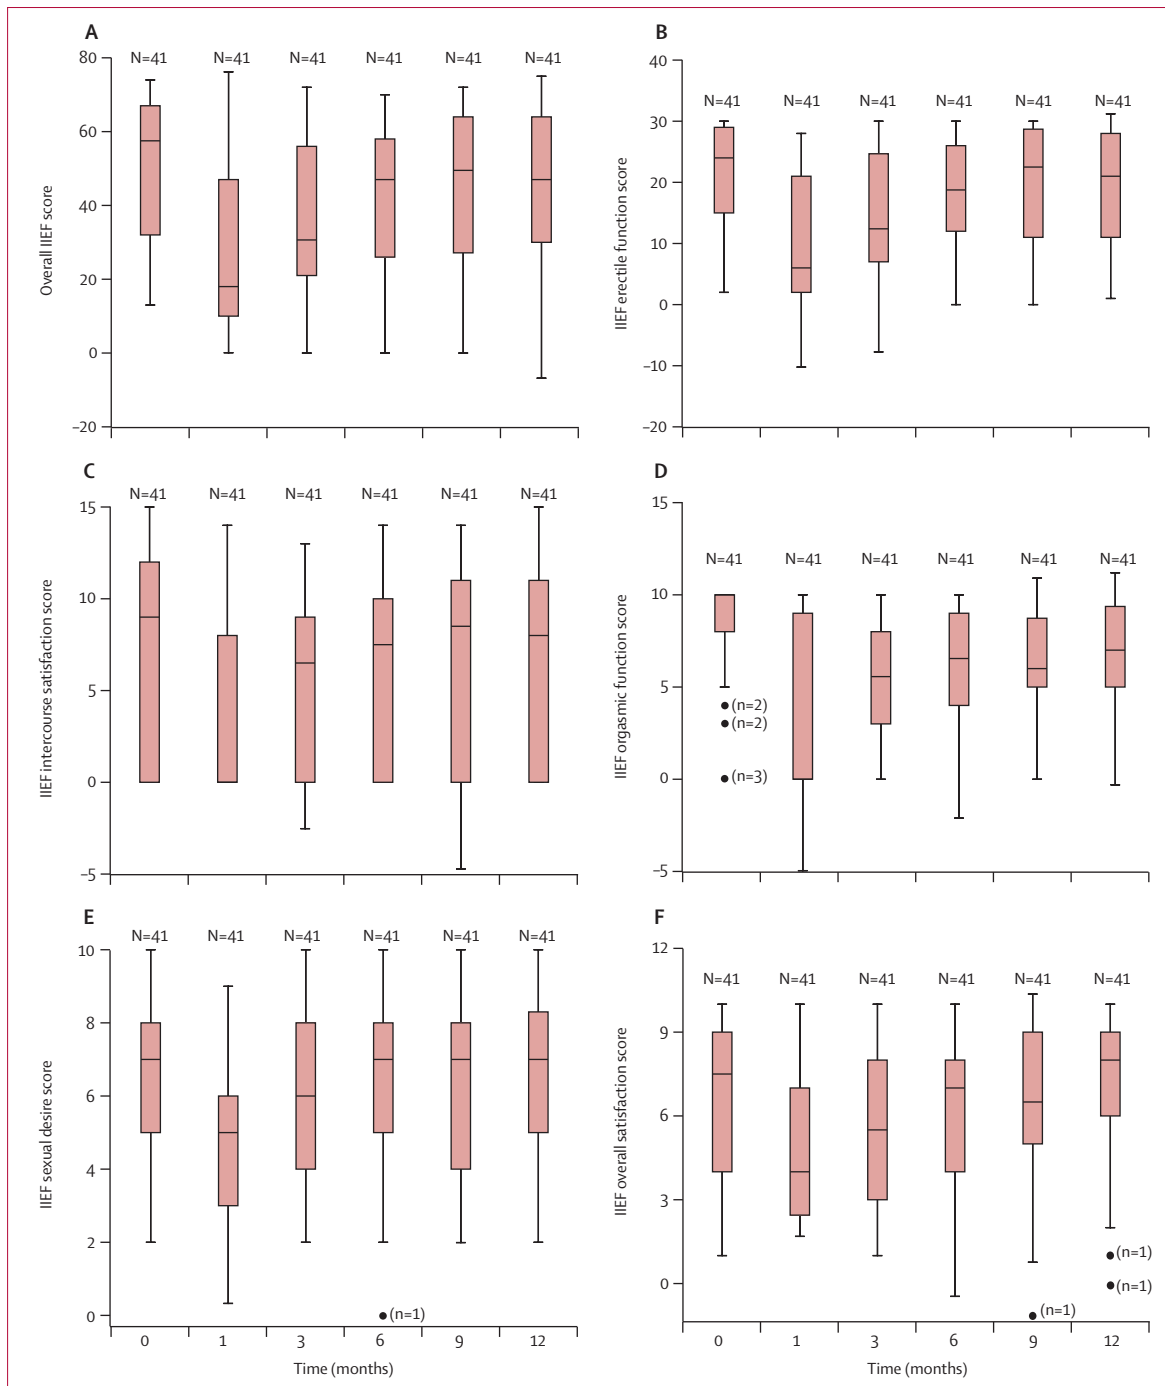 A
N=41 N=41 N=41 N=41 N=41 N=41
80
60
40
20
0
–20
Overall IIEF score
B
N=41 N=41 N=41 N=41 N=41 N=41
40
30
20
10
0
–10
–20
IIEF erectile function score
C
N=41 N=41 N=41 N=41 N=41 N=41
15
10
5
0
–5
IIEF intercourse satisfaction score
D
N=41 N=41 N=41 N=41 N=41 N=41
15
10
5
0
–5
(n=2)
(n=2)
(n=3)
IIEF orgasmic function score
E
N=41 N=41 N=41 N=41 N=41 N=41
10
8
6
4
2
0
(n=1)
IIEF sexual desire score
0 1 3 6 9 12
Time (months)
F
N=41 N=41 N=41 N=41 N=41 N=41
12
9
6
3
0
(n=1)
(n=1)
(n=1)
IIEF overall satisfaction score
0 1 3 6 9 12
Time (months)